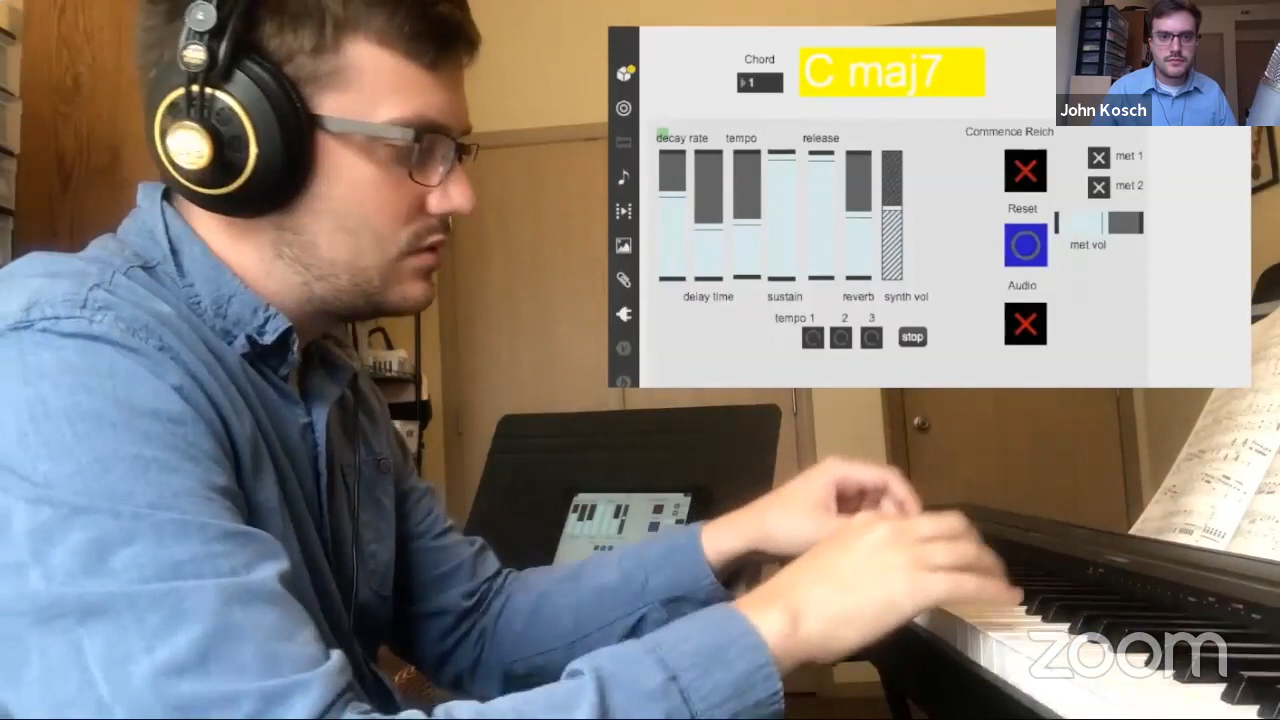 Chord
1
C maj7
John Kosch
decay rate
tempo
release
Commence Reich
met 1
met 2
Reset
met vol
Audio
delay time
sustain
reverb
synth vol
tempo 1
2
3
stop
zoom